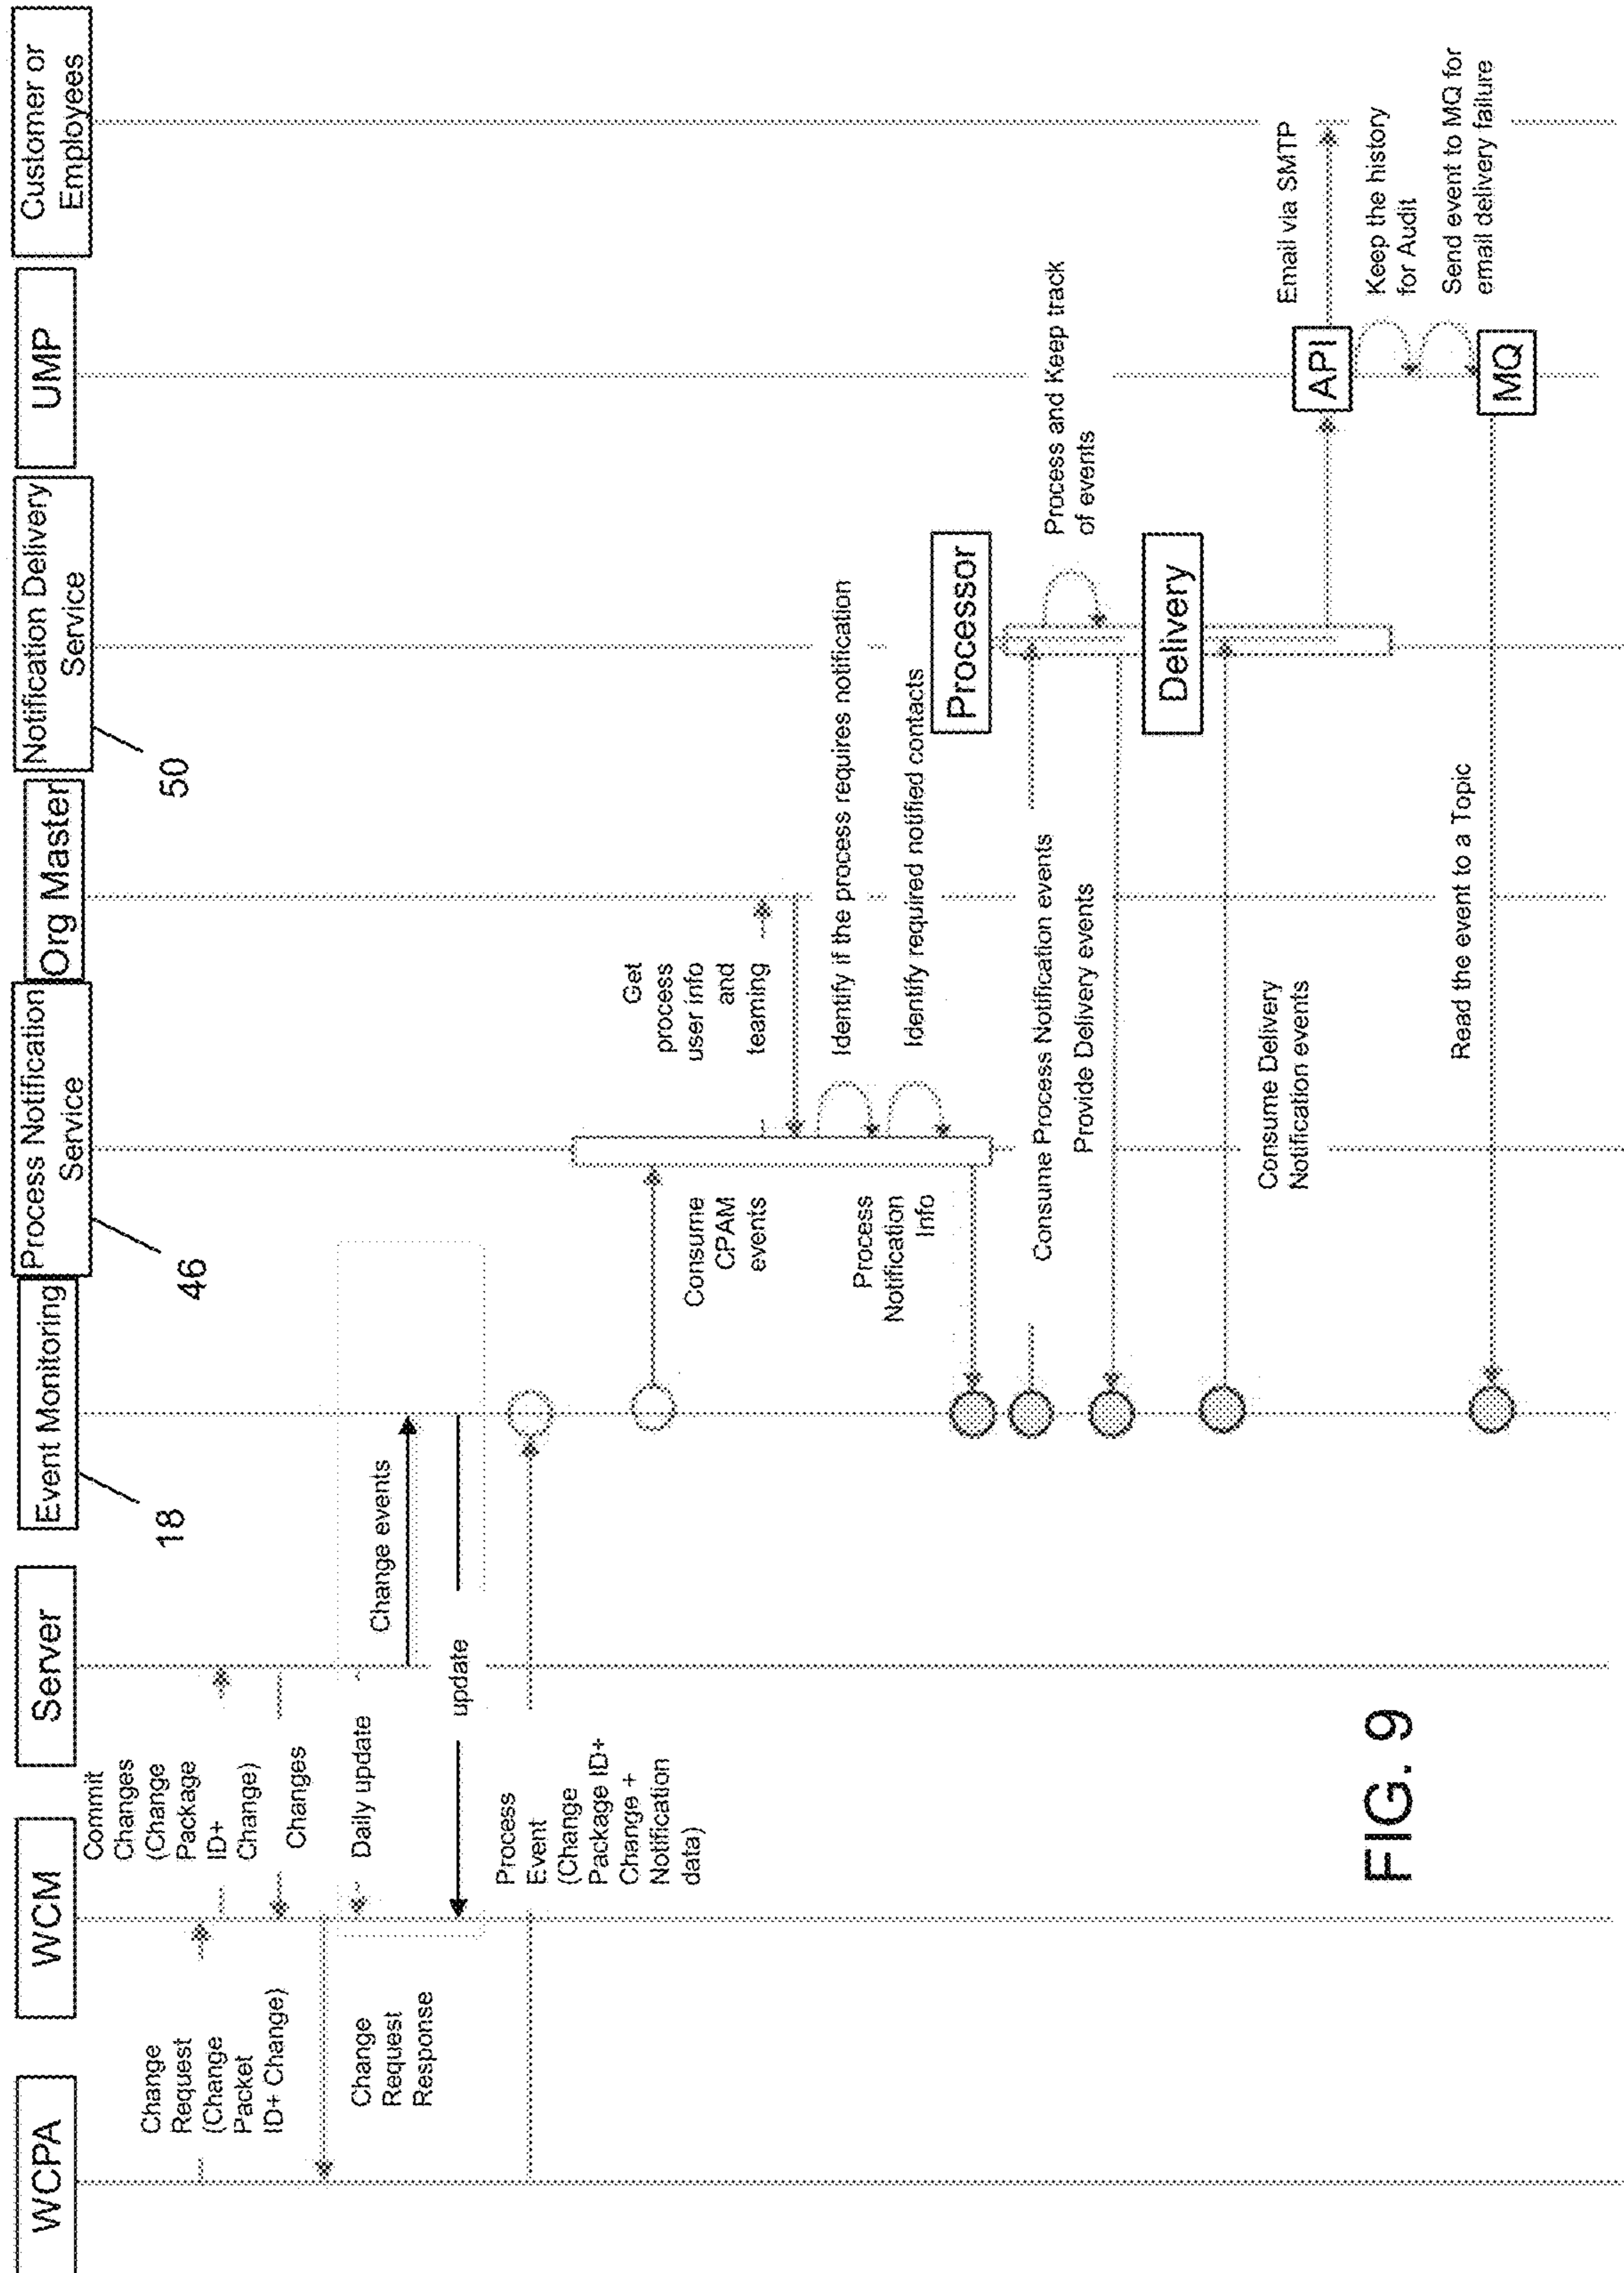 WCPA
WCM
Server
Event Monitoring
Process Notification
Service
Org Master
Notification Delivery
Service
UMP
Customer or
Employees
18
46
50
Change
Request
(Change
Packet
ID+ Change)
Commit
Changes
(Change
Package
ID+
Change)
Changes
Change
Request
Response
Daily update
Change events
update
Process
Event
(Change
Package ID+
Change +
Notification
data)
Consume
CPAM
events
Get
process
user info
and
teaming
Identify if the process requires notification
Identify required notified contacts
Process
Notification
Info
Processor
Consume Process Notification events
Process and Keep track
of events
Provide Delivery events
Delivery
Consume Delivery
Notification events
API
Email via SMTP
Keep the history
for Audit
Send event to MQ for
email delivery failure
MQ
Read the event to a Topic
FIG. 9